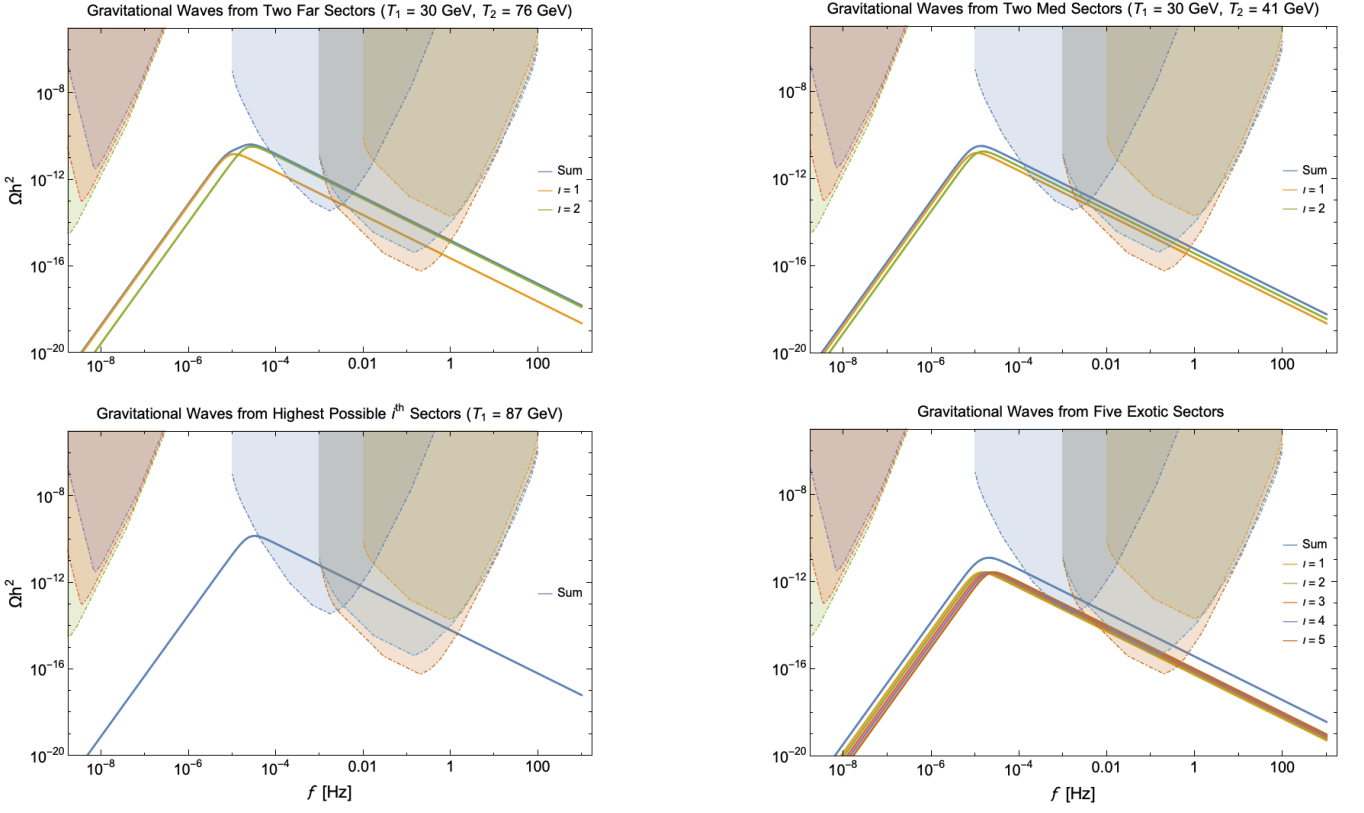 Gravitational Waves from Two Far Sectors (T₁ = 30 GeV, T₂ = 76 GeV)
Ωh²
10⁻⁸
10⁻¹²
10⁻¹⁶
10⁻²⁰
10⁻⁸ 10⁻⁶ 10⁻⁴ 0.01 1 100
Sum
ı = 1
ı = 2
Gravitational Waves from Two Med Sectors (T₁ = 30 GeV, T₂ = 41 GeV)
10⁻⁸
10⁻¹²
10⁻¹⁶
10⁻²⁰
10⁻⁸ 10⁻⁶ 10⁻⁴ 0.01 1 100
Sum
ı = 1
ı = 2
Gravitational Waves from Highest Possible iᵗʰ Sectors (T₁ = 87 GeV)
Ωh²
10⁻⁸
10⁻¹²
10⁻¹⁶
10⁻²⁰
10⁻⁸ 10⁻⁶ 10⁻⁴ 0.01 1 100
f [Hz]
Sum
Gravitational Waves from Five Exotic Sectors
10⁻⁸
10⁻¹²
10⁻¹⁶
10⁻²⁰
10⁻⁸ 10⁻⁶ 10⁻⁴ 0.01 1 100
f [Hz]
Sum
ı = 1
ı = 2
ı = 3
ı = 4
ı = 5